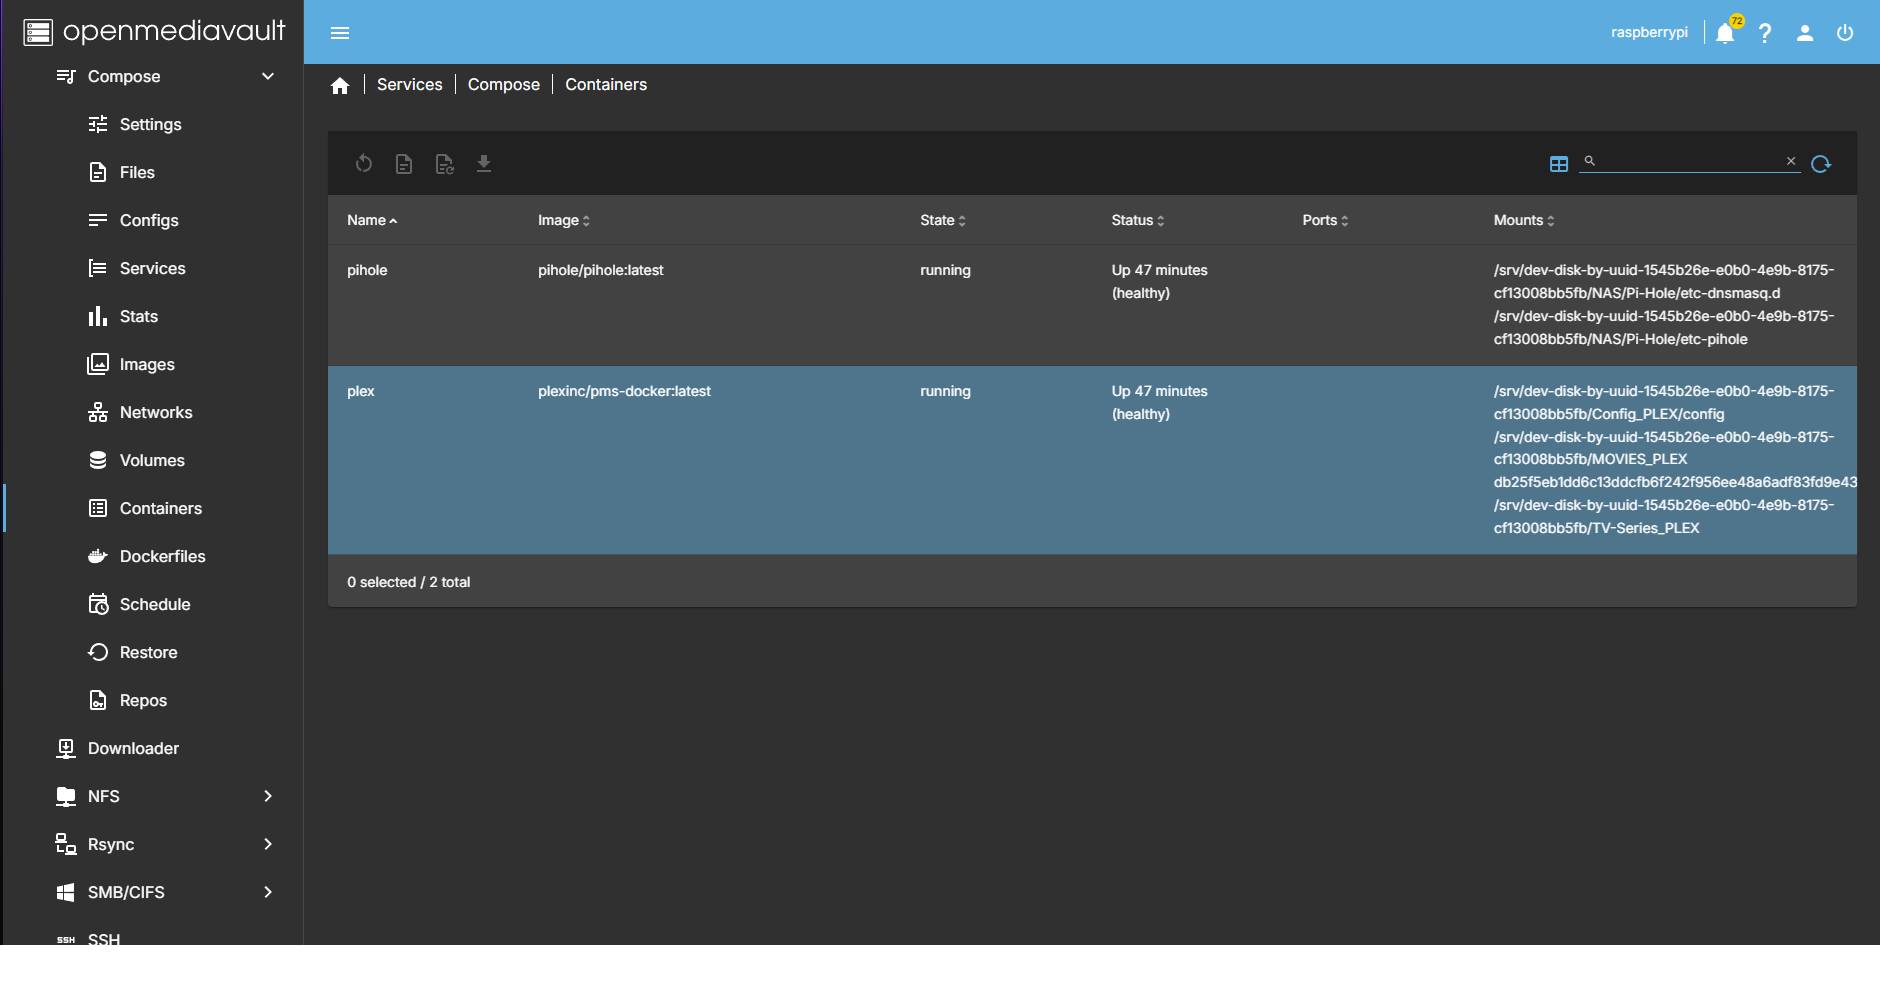 openmediavault
raspberrypi
72
Compose
Settings
Files
Configs
Services
Stats
Images
Networks
Volumes
Containers
Dockerfiles
Schedule
Restore
Repos
Downloader
NFS
Rsync
SMB/CIFS
SSH SSH
Services | Compose | Containers
Name Image State Status Ports Mounts
pihole pihole/pihole:latest running Up 47 minutes /srv/dev-disk-by-uuid-1545b26e-e0b0-4e9b-8175-
(healthy) cf13008bb5fb/NAS/Pi-Hole/etc-dnsmasq.d
/srv/dev-disk-by-uuid-1545b26e-e0b0-4e9b-8175-
cf13008bb5fb/NAS/Pi-Hole/etc-pihole
plex plexinc/pms-docker:latest running Up 47 minutes /srv/dev-disk-by-uuid-1545b26e-e0b0-4e9b-8175-
(healthy) cf13008bb5fb/Config_PLEX/config
/srv/dev-disk-by-uuid-1545b26e-e0b0-4e9b-8175-
cf13008bb5fb/MOVIES_PLEX
db25f5eb1dd6c13ddcfb6f242f956ee48a6adf83fd9e43
/srv/dev-disk-by-uuid-1545b26e-e0b0-4e9b-8175-
cf13008bb5fb/TV-Series_PLEX
0 selected / 2 total